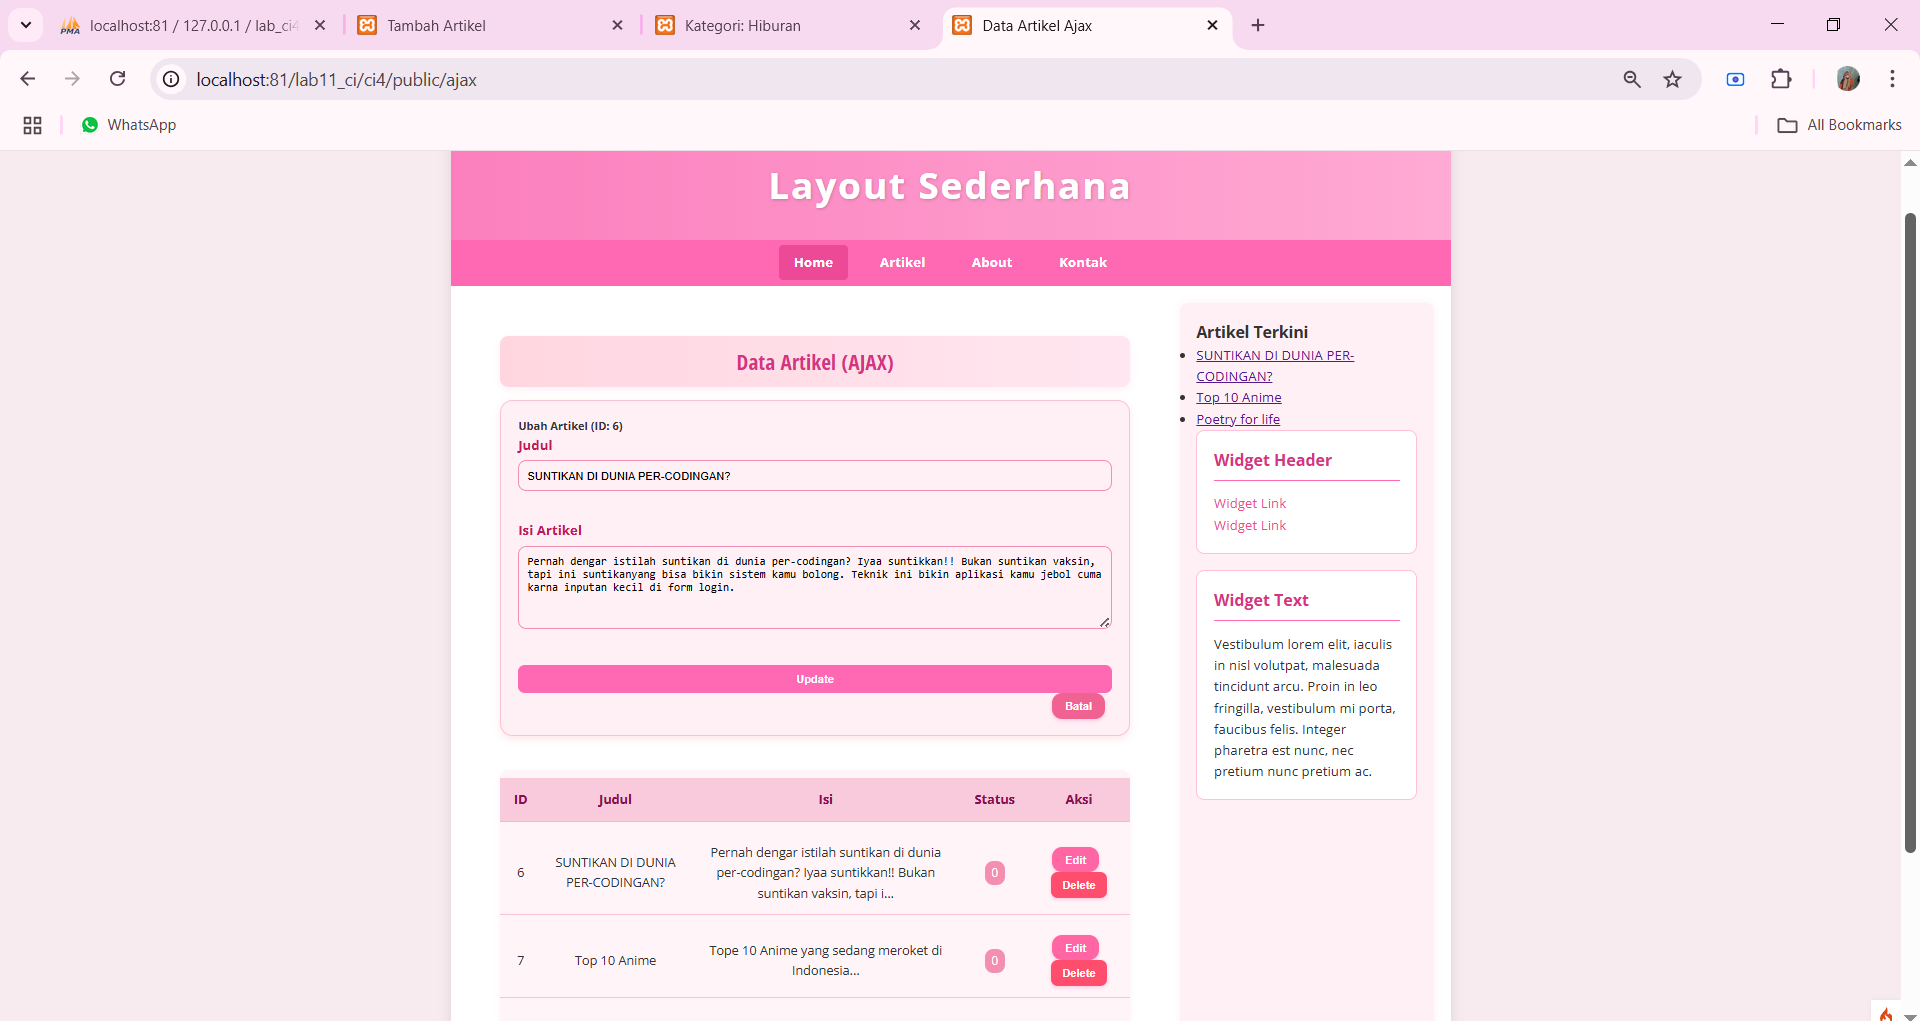 localhost:81 / 127.0.0.1 / lab_ci4
Tambah Artikel
Kategori: Hiburan
Data Artikel Ajax
localhost:81/lab11_ci/ci4/public/ajax
WhatsApp
All Bookmarks
Layout Sederhana
Home
Artikel
About
Kontak
Data Artikel (AJAX)
Ubah Artikel (ID: 6)
Judul
SUNTIKAN DI DUNIA PER-CODINGAN?
Isi Artikel
Pernah dengar istilah suntikan di dunia per-codingan? Iyaa suntikkan!! Bukan suntikan vaksin,
tapi ini suntikanyang bisa bikin sistem kamu bolong. Teknik ini bikin aplikasi kamu jebol cuma
karna inputan kecil di form login.
Update
Batal
ID Judul Isi Status Aksi
6
SUNTIKAN DI DUNIA
PER-CODINGAN?
Pernah dengar istilah suntikan di dunia
per-codingan? Iyaa suntikkan!! Bukan
suntikan vaksin, tapi i...
0
Edit
Delete
7
Top 10 Anime
Tope 10 Anime yang sedang meroket di
Indonesia...
0
Edit
Delete
Artikel Terkini
SUNTIKAN DI DUNIA PER-
CODINGAN?
Top 10 Anime
Poetry for life
Widget Header
Widget Link
Widget Link
Widget Text
Vestibulum lorem elit, iaculis
in nisl volutpat, malesuada
tincidunt arcu. Proin in leo
fringilla, vestibulum mi porta,
faucibus felis. Integer
pharetra est nunc, nec
pretium nunc pretium ac.